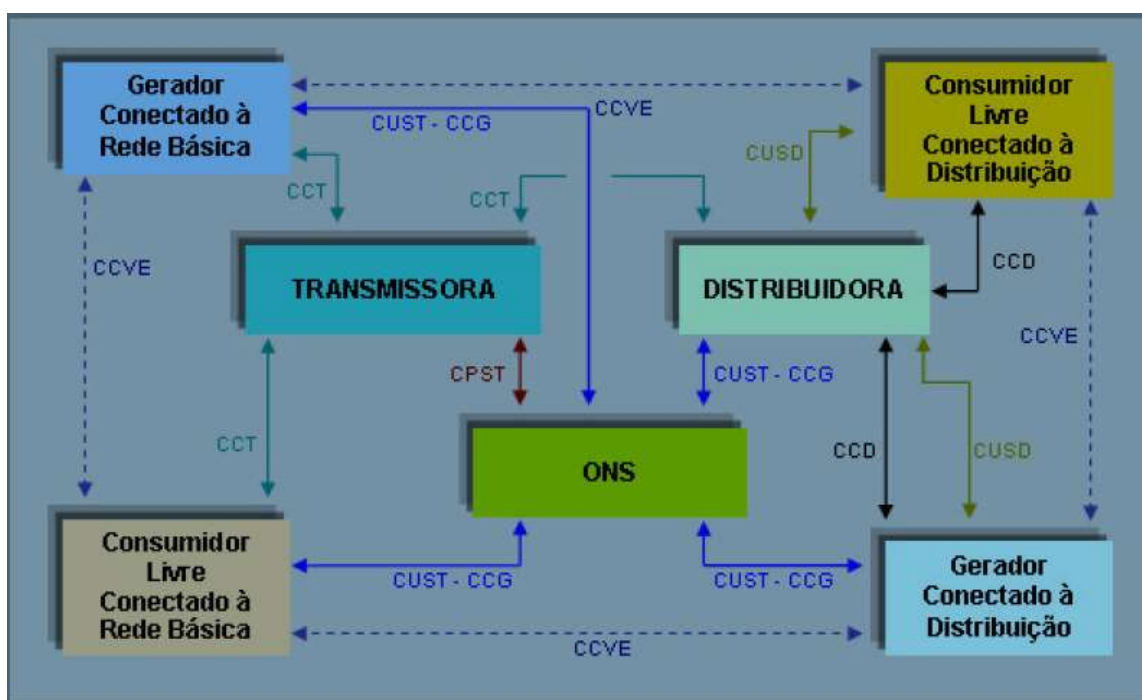 Gerador
Conectado à
Rede Básica
Consumidor
Livre
Conectado à
Distribuição
CCVE
CUST - CCG
CUSD
CCT
CCT
CCVE
CCD
TRANSMISSORA
DISTRIBUIDORA
CCVE
CPST
CUST - CCG
CCT
ONS
CCD
CUSD
Consumidor
Livre
Conectado à
Rede Básica
CUST - CCG
CUST - CCG
Gerador
Conectado à
Distribuição
CCVE